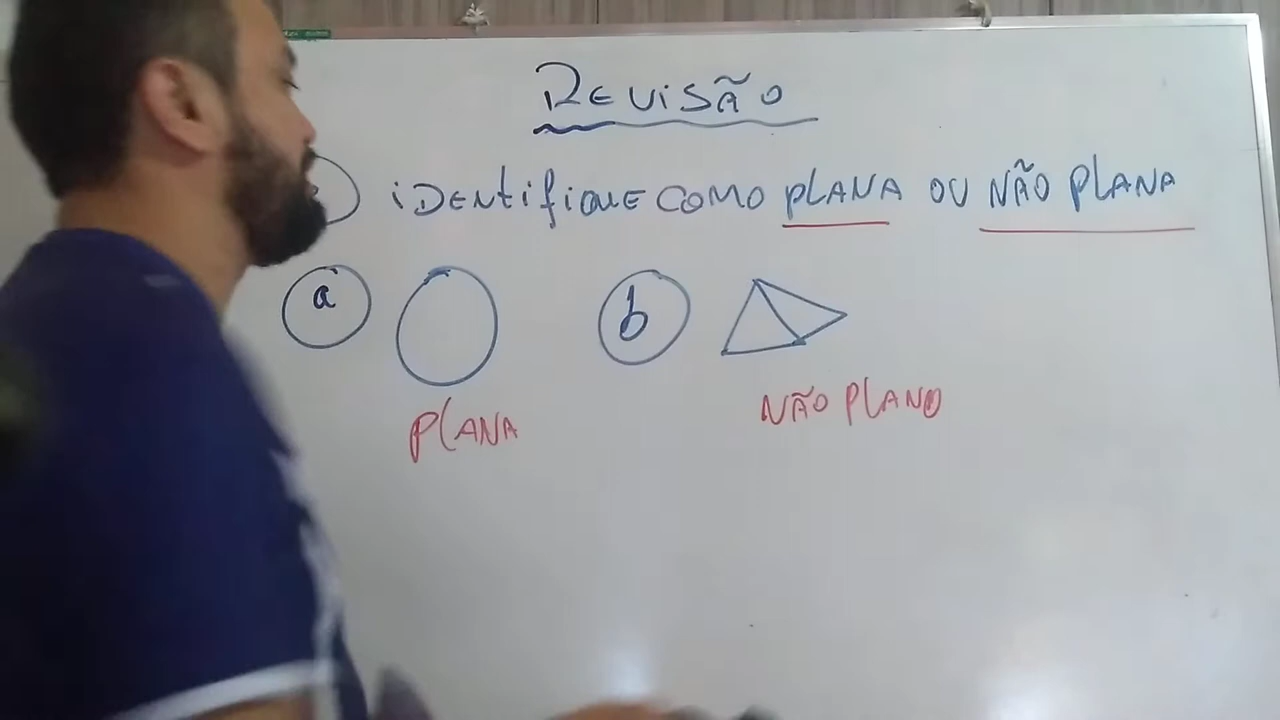 REVISÃO
iDENtifiQUE COMO PLANA OU NÃO PLANA
a b
PLANA NÃO PLANO